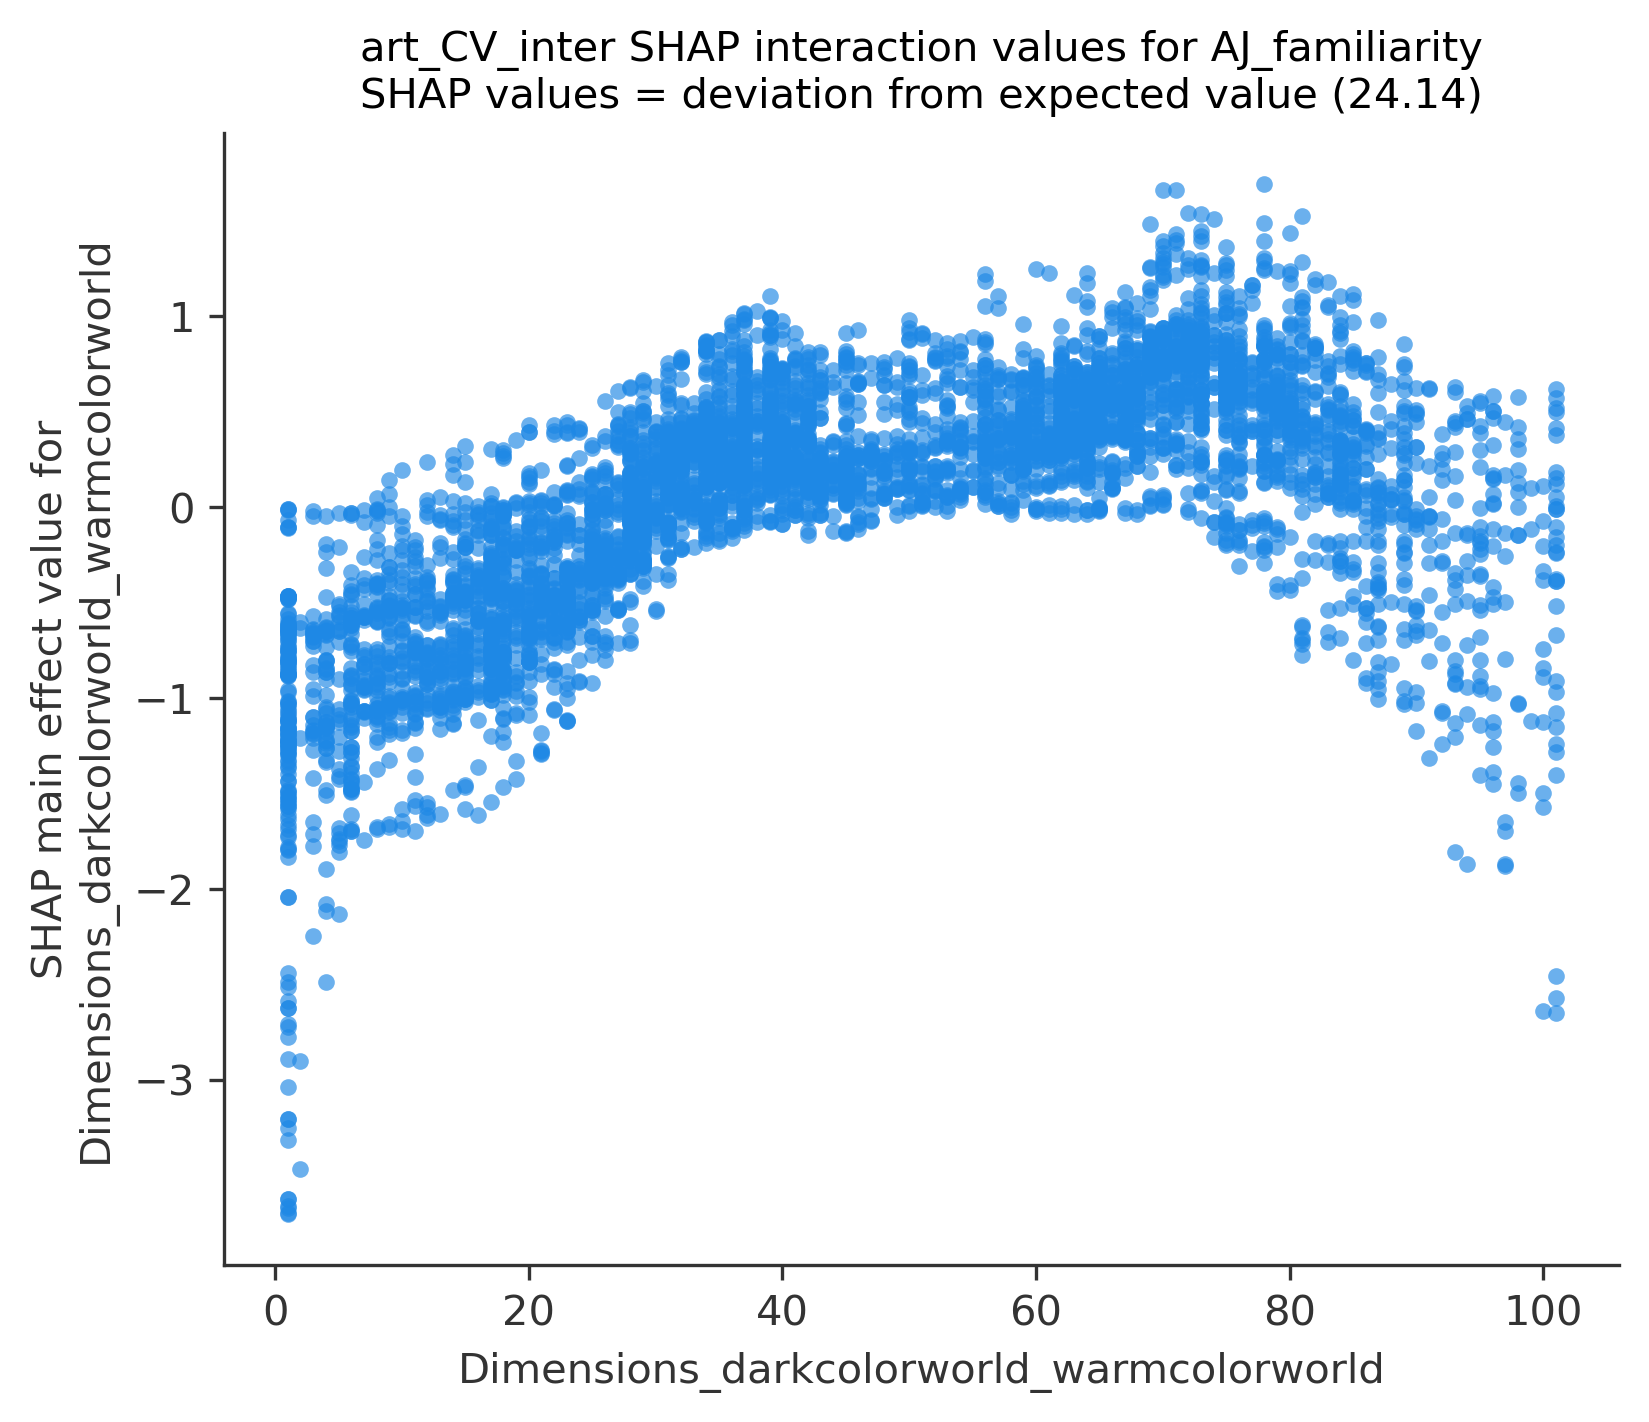 art_CV_inter SHAP interaction values for AJ_familiarity
SHAP values = deviation from expected value (24.14)
SHAP main effect value for
Dimensions_darkcolorworld_warmcolorworld
1
0
−1
−2
−3
0
20
40
60
80
100
Dimensions_darkcolorworld_warmcolorworld